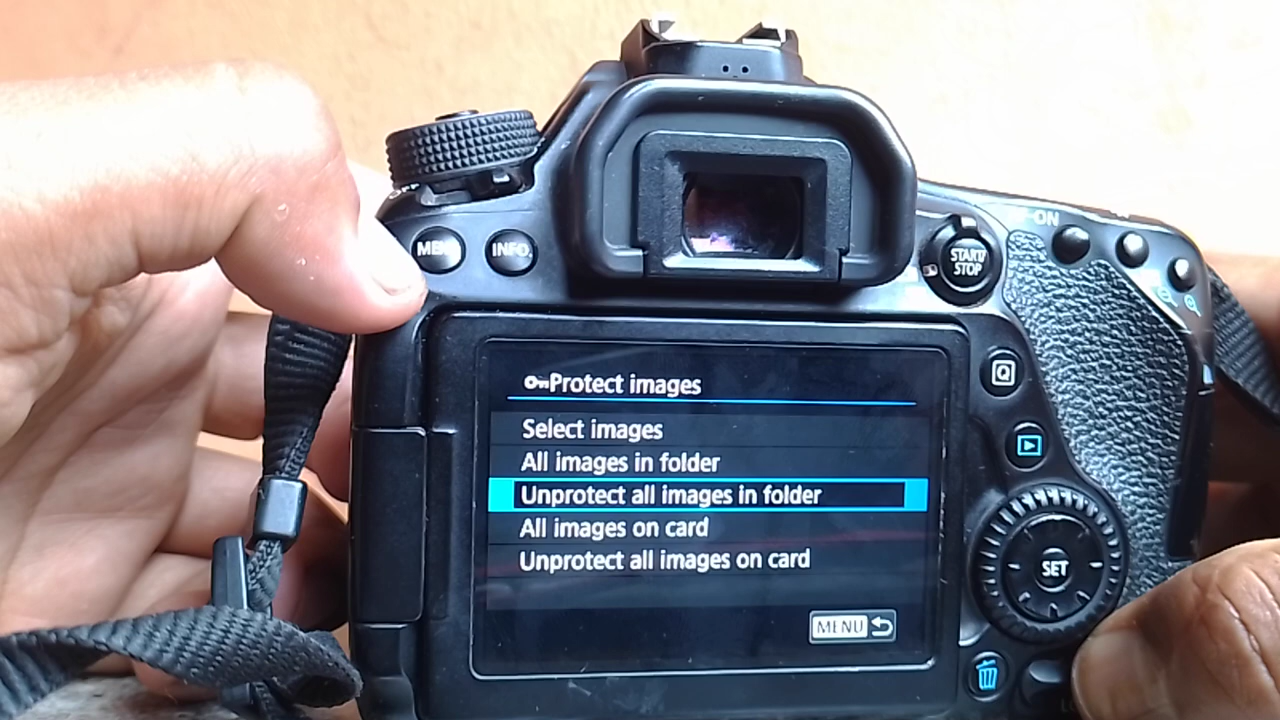 -ON
MENU
INFO.
START/
STOP
Q
Protect images
Select images
All images in folder
Unprotect all images in folder
All images on card
Unprotect all images on card
SET
MENU